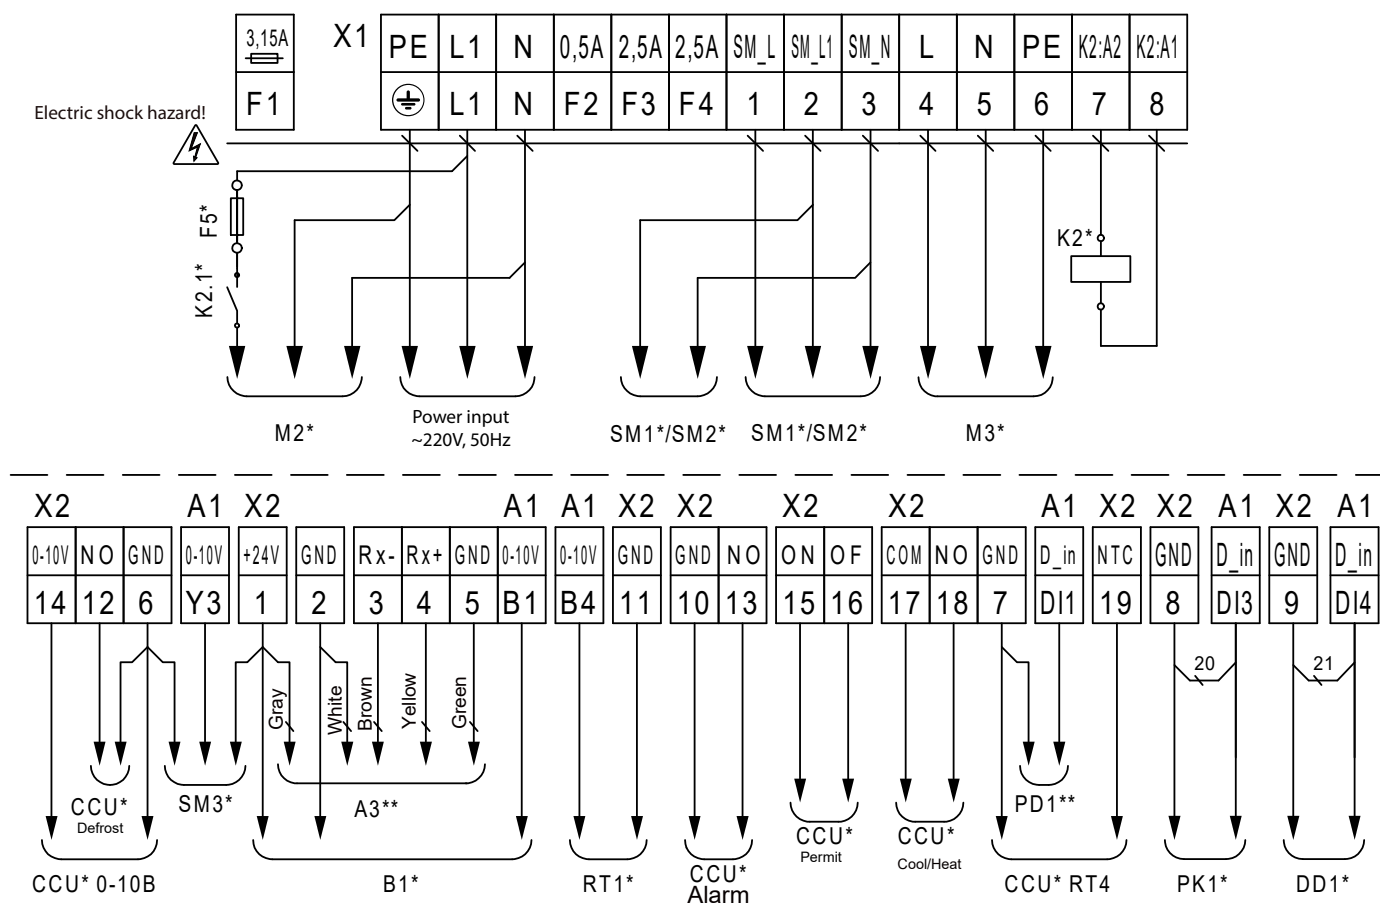 3,15A X1 PE L1 N 0,5A 2,5A 2,5A SM_L SM_L1 SM_N L N PE K2:A2 K2:A1
F1 L1 N F2 F3 F4 1 2 3 4 5 6 7 8
Electric shock hazard!
F5*
K2.1*
K2*
M2*
Power input
~220V, 50Hz
SM1*/SM2*
SM1*/SM2*
M3*
X2 A1 X2 A1 A1 X2 X2 X2 X2 A1 X2 X2 A1 X2 A1
0-10V NO GND 0-10V +24V GND Rx- Rx+ GND 0-10V 0-10V GND GND NO ON OF COM NO GND D_in NTC GND D_in GND D_in
14 12 6 Y3 1 2 3 4 5 B1 B4 11 10 13 15 16 17 18 7 DI1 19 8 DI3 9 DI4
20
21
Gray
White
Brown
Yellow
Green
CCU*
Defrost
SM3*
A3**
PD1**
CCU*
Permit
CCU*
Cool/Heat
CCU* 0-10B
B1*
RT1*
CCU*
Alarm
CCU* RT4
PK1*
DD1*